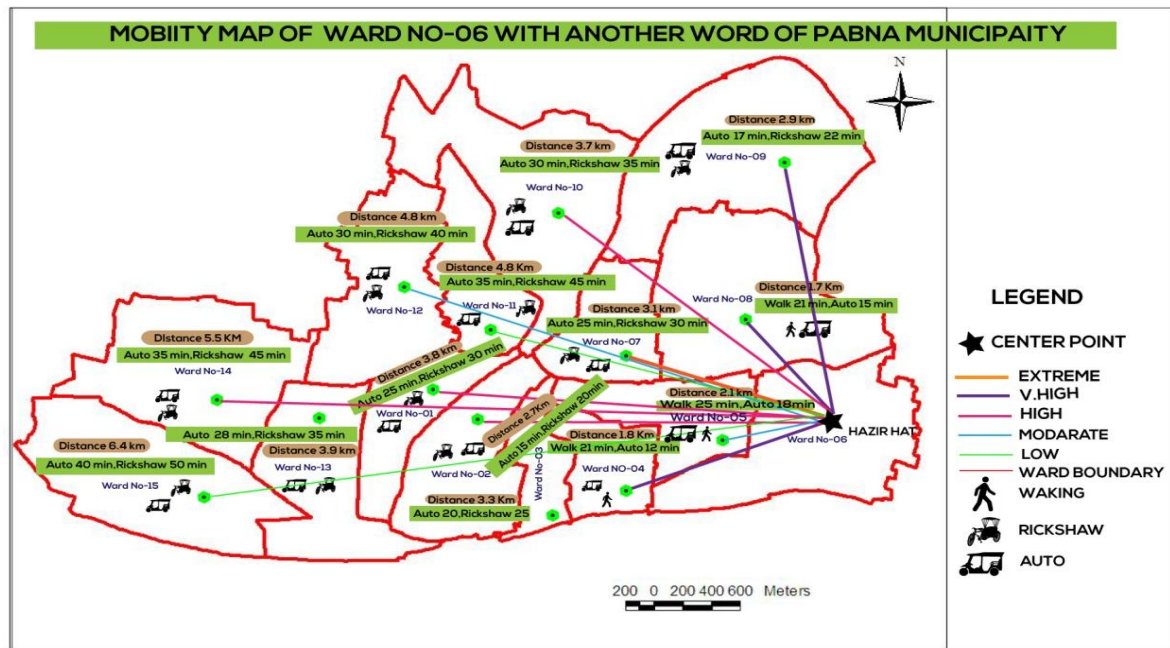 MOBIITY MAP OF WARD NO-06 WITH ANOTHER WORD OF PABNA MUNICIPAITY
N
Distance 2.9 km
Auto 17 min,Rickshaw 22 min
Ward No-09
Distance 3.7 km
Auto 30 min,Rickshaw 35 min
Ward No-10
Distance 4.8 km
Auto 30 min,Rickshaw 40 min
Ward No-12
Distance 4.8 Km
Auto 35 min,Rickshaw 45 min
Ward No-11
Distance 1.7 Km
Walk 21 min,Auto 15 min
Ward No-08
Distance 3.1 km
Auto 25 min,Rickshaw 30 min
Ward No-07
DIstance 5.5 KM
Auto 35 min,Rickshaw 45 min
Ward No-14
Distance 3.8 km
Auto 25 min,Rickshaw 30 min
Ward No-01
Distance 2.1 km
Walk 25 min,Auto 18min
Ward No-05
HAZIR HAT
Ward No-06
Distance 2.7Km
Auto 15 min,Rickshaw 20min
Ward No-02
Distance 1.8 Km
Walk 21 min,Auto 12 min
Ward NO-04
Auto 28 min,Rickshaw 35 min
Distance 3.9 km
Ward No-13
Distance 6.4 km
Auto 40 min,Rickshaw 50 min
Ward No-15
Ward No-03
Distance 3.3 Km
Auto 20,Rickshaw 25
200 0 200 400 600 Meters
LEGEND
CENTER POINT
EXTREME
V.HIGH
HIGH
MODARATE
LOW
WARD BOUNDARY
WAKING
RICKSHAW
AUTO